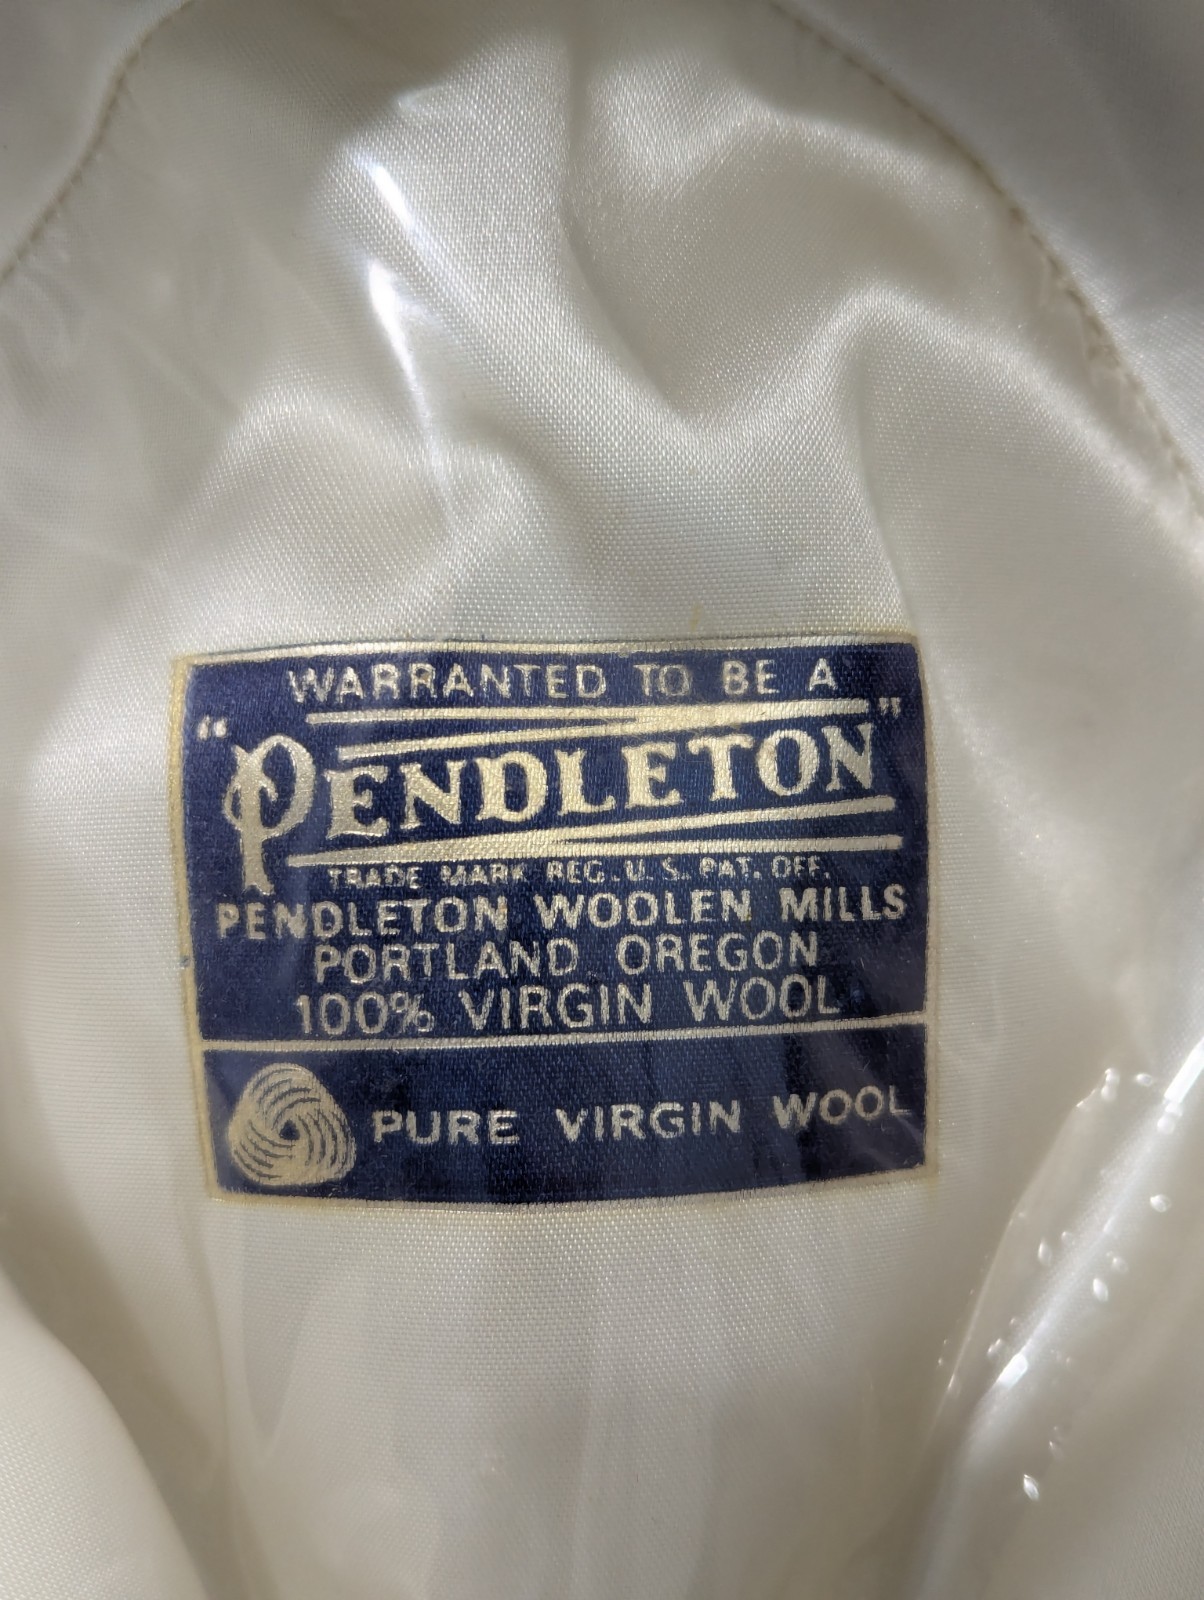 WARRANTED TO BE A
"PENDLETON"
TRADE MARK REG. U. S. PAT. OFF.
PENDLETON WOOLEN MILLS
PORTLAND OREGON
100% VIRGIN WOOL
PURE VIRGIN WOOL